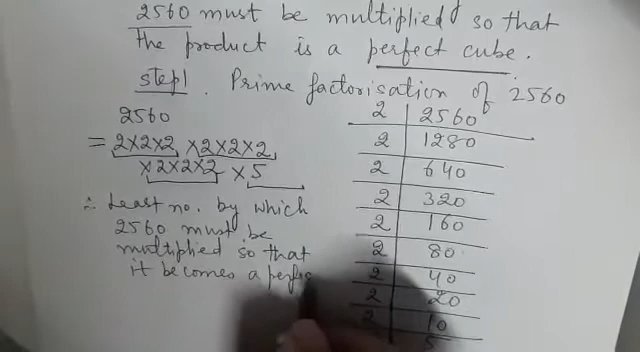 2560 must be multiplied so that
the product is a perfect cube.
step1. Prime factorisation of 2560
2560
= 2×2×2 ×2×2×2
×2×2×2 ×5
∴ Least no. by which
2560 must be
multiplied so that
it becomes a
2 2560
2 1280
2 640
2 320
2 160
2 80
2 40
2 20
2 10
5